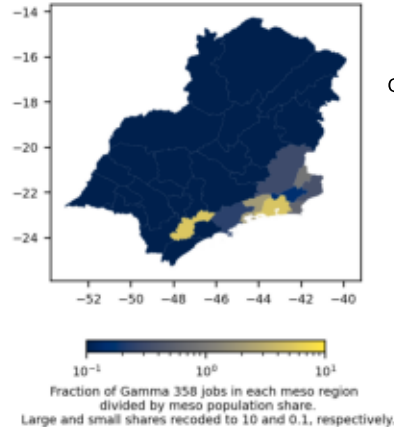 −14
−16
−18
−20
−22
−24
−52 −50 −48 −46 −44 −42 −40
10⁻¹ 10⁰ 10¹
Fraction of Gamma 358 jobs in each meso region
divided by meso population share.
Large and small shares recoded to 10 and 0.1, respectively.